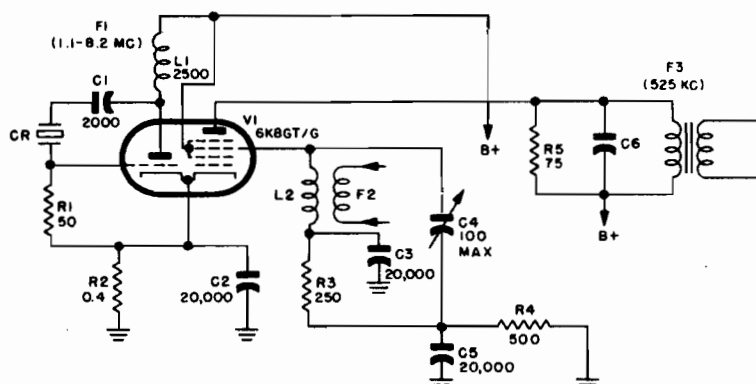 F1
(1.1-8.2 MC)
L1
2500
C1
2000
CR
V1
6K8GT/G
F3
(525 KC)
R5
75
C6
B+
B+
R1
50
L2
F2
C4
100
MAX
C3
20,000
R2
0.4
C2
20,000
R3
250
R4
500
C5
20,000